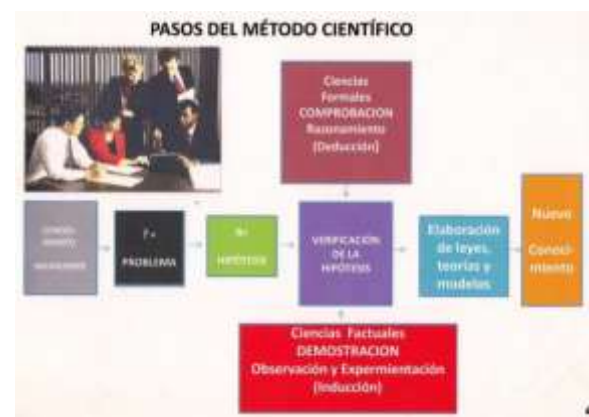 PASOS DEL MÉTODO CIENTÍFICO
Ciencias
Formales
COMPROBACION
Razonamiento
(Deducción)
PROBLEMA
HIPÓTESIS
VERIFICACIÓN
DE LA
HIPÓTESIS
Elaboración
de leyes,
teorías y
modelos
Nuevo
Conoci-
miento
Ciencias Factuales
DEMOSTRACION
Observación y Expermientación
(Inducción)